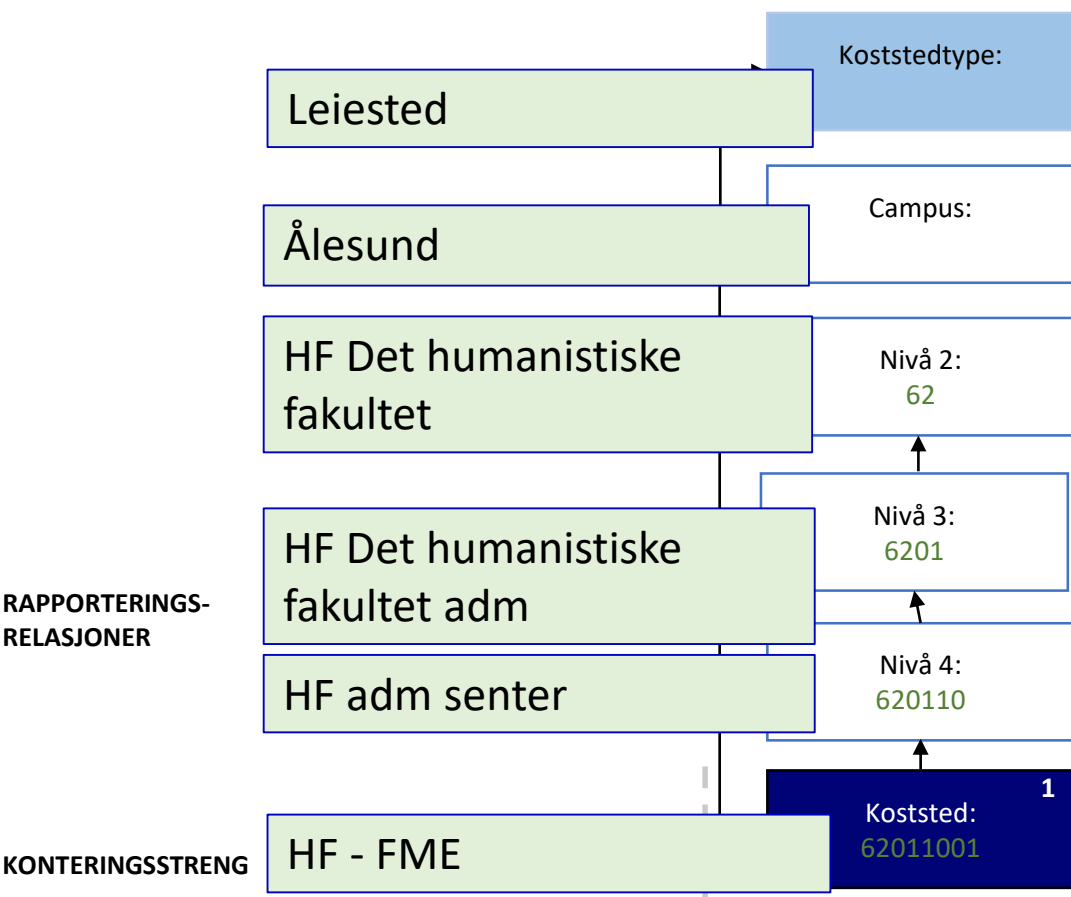 Koststedtype:
Leiested
Campus:
Ålesund
HF Det humanistiske
fakultet
Nivå 2:
62
HF Det humanistiske
fakultet adm
Nivå 3:
6201
RAPPORTERINGS-
RELASJONER
HF adm senter
Nivå 4:
620110
1
Koststed:
62011001
HF - FME
KONTERINGSSTRENG